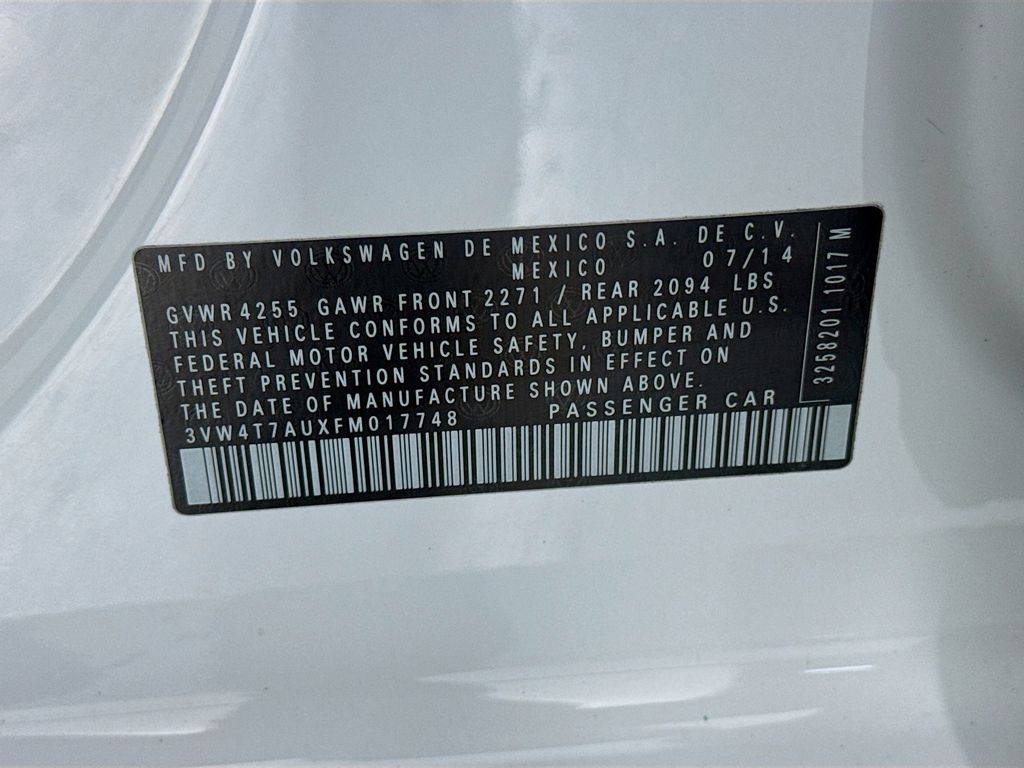 MFD BY VOLKSWAGEN DE MEXICO S.A. DE C.V.
MEXICO 07/14
GVWR 4255 GAWR FRONT 2271 / REAR 2094 LBS
THIS VEHICLE CONFORMS TO ALL APPLICABLE U.S.
FEDERAL MOTOR VEHICLE SAFETY, BUMPER AND
THEFT PREVENTION STANDARDS IN EFFECT ON
THE DATE OF MANUFACTURE SHOWN ABOVE.
3VW4T7AUXFM017748 PASSENGER CAR
3258201 1017 M